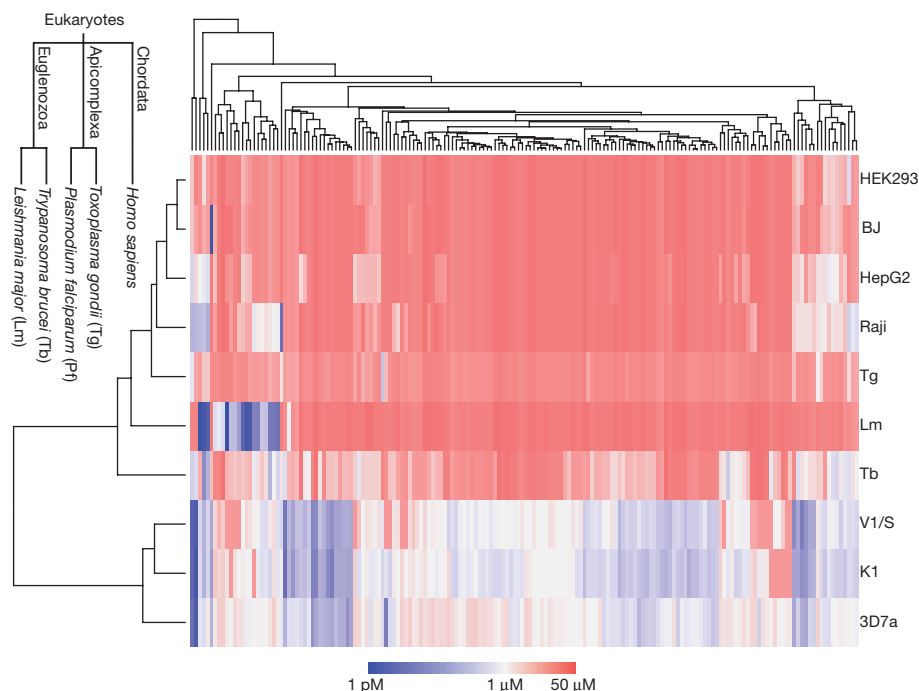 Eukaryotes
Euglenozoa
Apicomplexa
Chordata
Leishmania major (Lm)
Trypanosoma brucei (Tb)
Plasmodium falciparum (Pf)
Toxoplasma gondii (Tg)
Homo sapiens
HEK293
BJ
HepG2
Raji
Tg
Lm
Tb
V1/S
K1
3D7a
1 pM 1 μM 50 μM